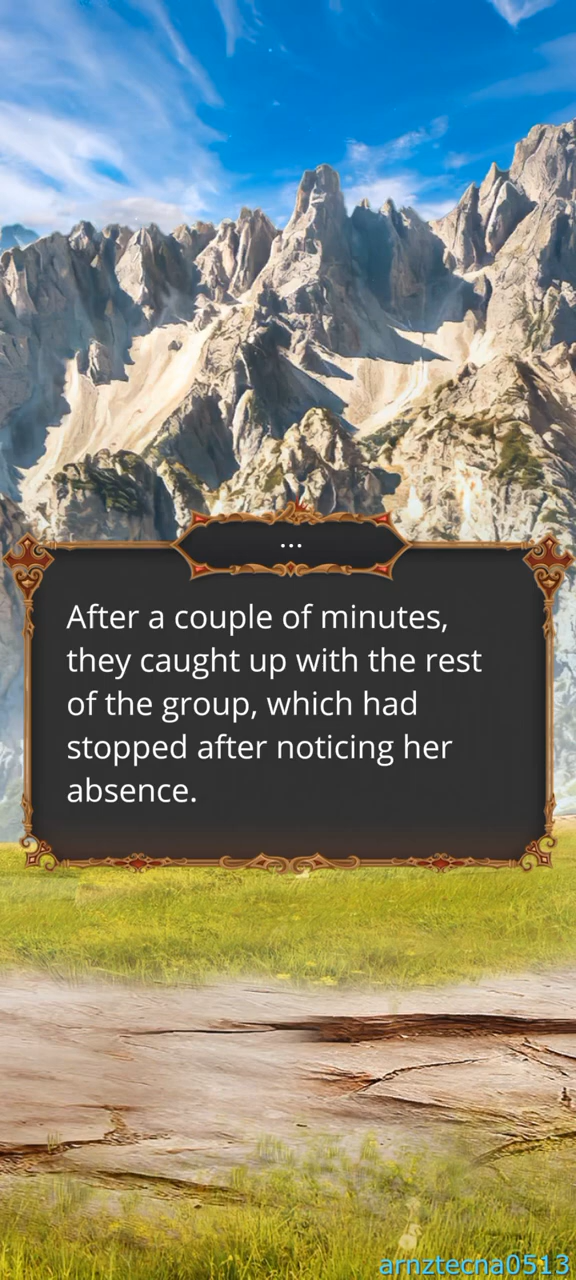 ...
After a couple of minutes,
they caught up with the rest
of the group, which had
stopped after noticing her
absence.
arnztecna0513